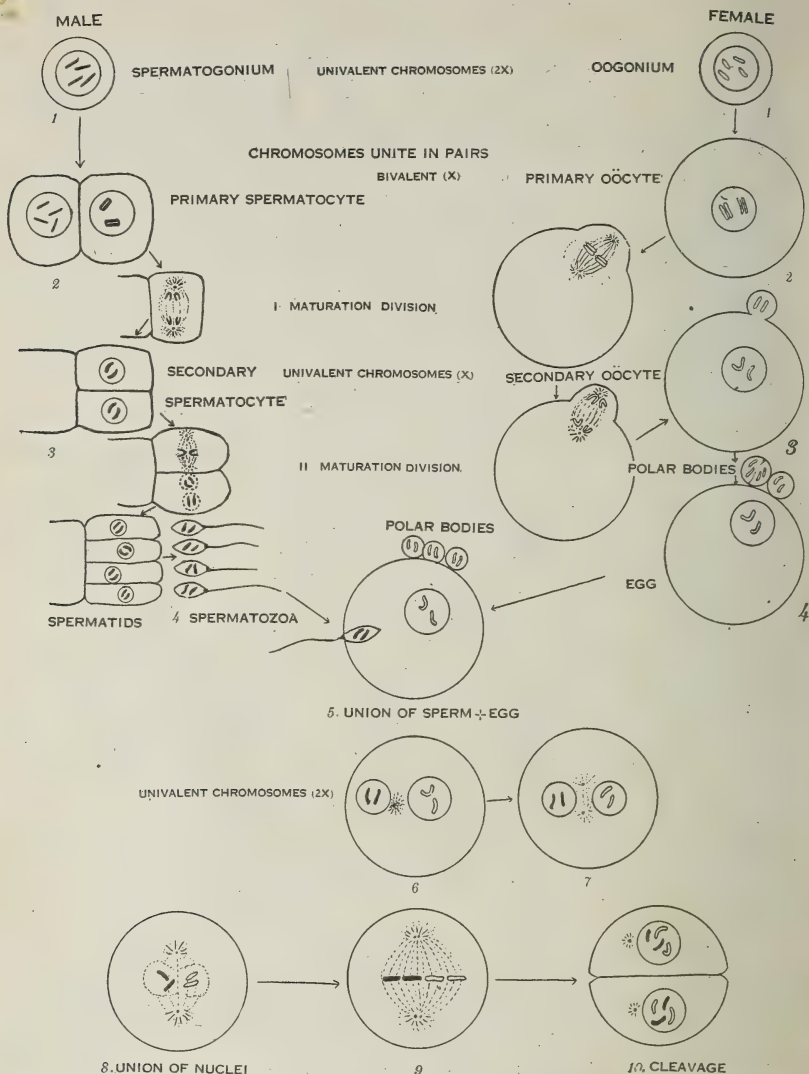 MALE
FEMALE
SPERMATOGONIUM
UNIVALENT CHROMOSOMES (2X)
OOGONIUM
1
1
CHROMOSOMES UNITE IN PAIRS
BIVALENT (X)
PRIMARY OÖCYTE
PRIMARY SPERMATOCYTE
2
2
I MATURATION DIVISION
SECONDARY
SPERMATOCYTE
UNIVALENT CHROMOSOMES (X)
SECONDARY OÖCYTE
3
3
II MATURATION DIVISION.
POLAR BODIES
POLAR BODIES
EGG
4
SPERMATIDS
4 SPERMATOZOA
5. UNION OF SPERM + EGG
UNIVALENT CHROMOSOMES (2X)
6
7
8. UNION OF NUCLEI
9
10. CLEAVAGE